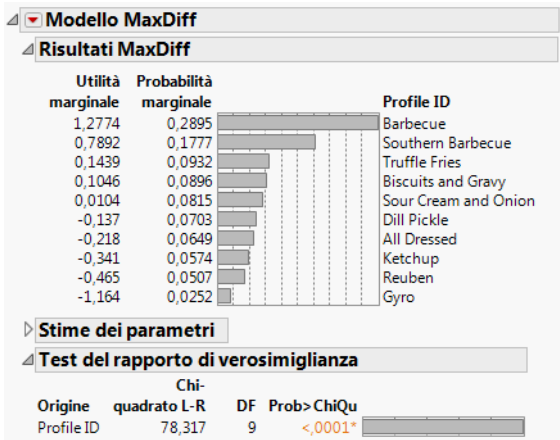 Modello MaxDiff
Risultati MaxDiff
Utilità Probabilità
marginale marginale Profile ID
1,2774 0,2895 Barbecue
0,7892 0,1777 Southern Barbecue
0,1439 0,0932 Truffle Fries
0,1046 0,0896 Biscuits and Gravy
0,0104 0,0815 Sour Cream and Onion
-0,137 0,0703 Dill Pickle
-0,218 0,0649 All Dressed
-0,341 0,0574 Ketchup
-0,465 0,0507 Reuben
-1,164 0,0252 Gyro
Stime dei parametri
Test del rapporto di verosimiglianza
Chi-
Origine quadrato L-R DF Prob>ChiQu
Profile ID 78,317 9 <,0001*